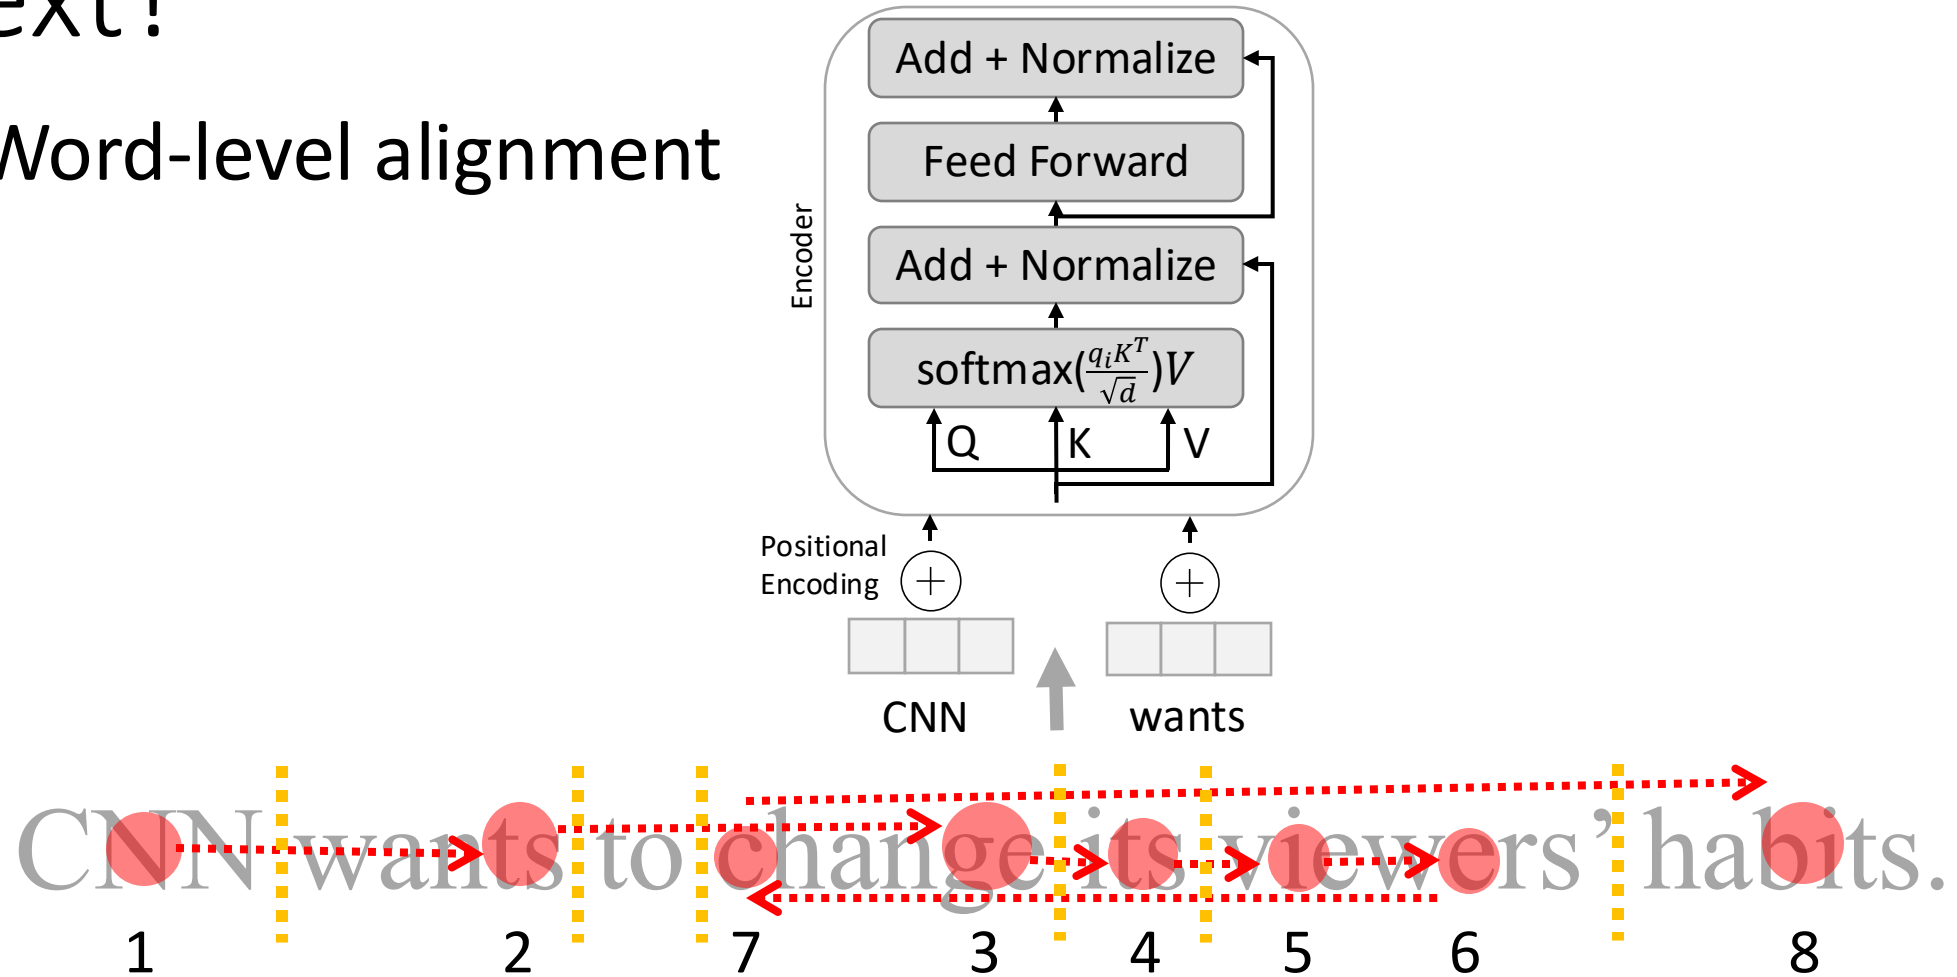 ext!
Word-level alignment
Add + Normalize
Feed Forward
Add + Normalize
softmax(q_i K^T / √d)V
Q K V
Encoder
Positional
Encoding
+ +
CNN wants
CNN wants to change its viewers’ habits.
1 2 7 3 4 5 6 8